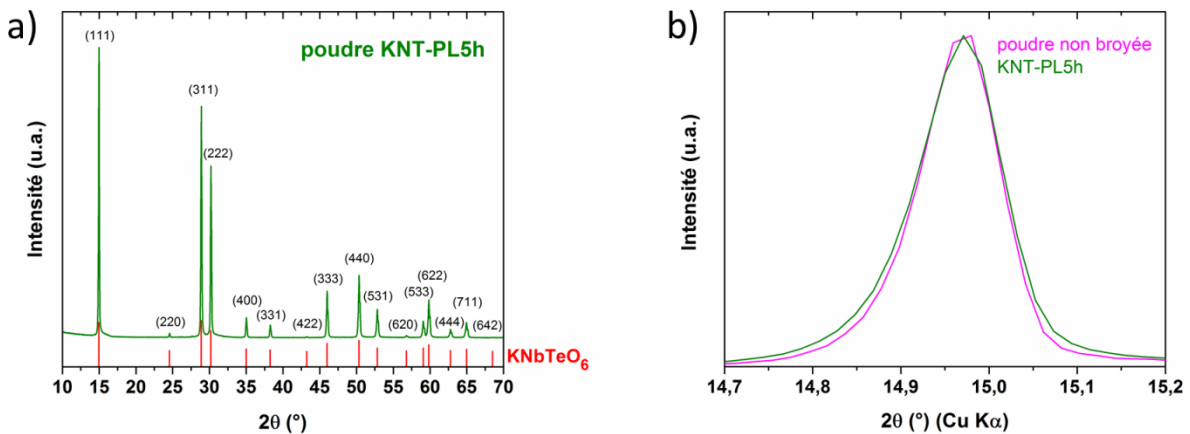 a)
poudre KNT-PL5h
(111)
(311)
(222)
(220)
(400)
(331)
(422)
(333)
(440)
(531)
(620)
(533)
(622)
(444)
(711)
(642)
KNbTeO₆
Intensité (u.a.)
10 15 20 25 30 35 40 45 50 55 60 65 70
2θ (°)
b)
poudre non broyée
KNT-PL5h
Intensité (u.a.)
14,7 14,8 14,9 15,0 15,1 15,2
2θ (°) (Cu Kα)